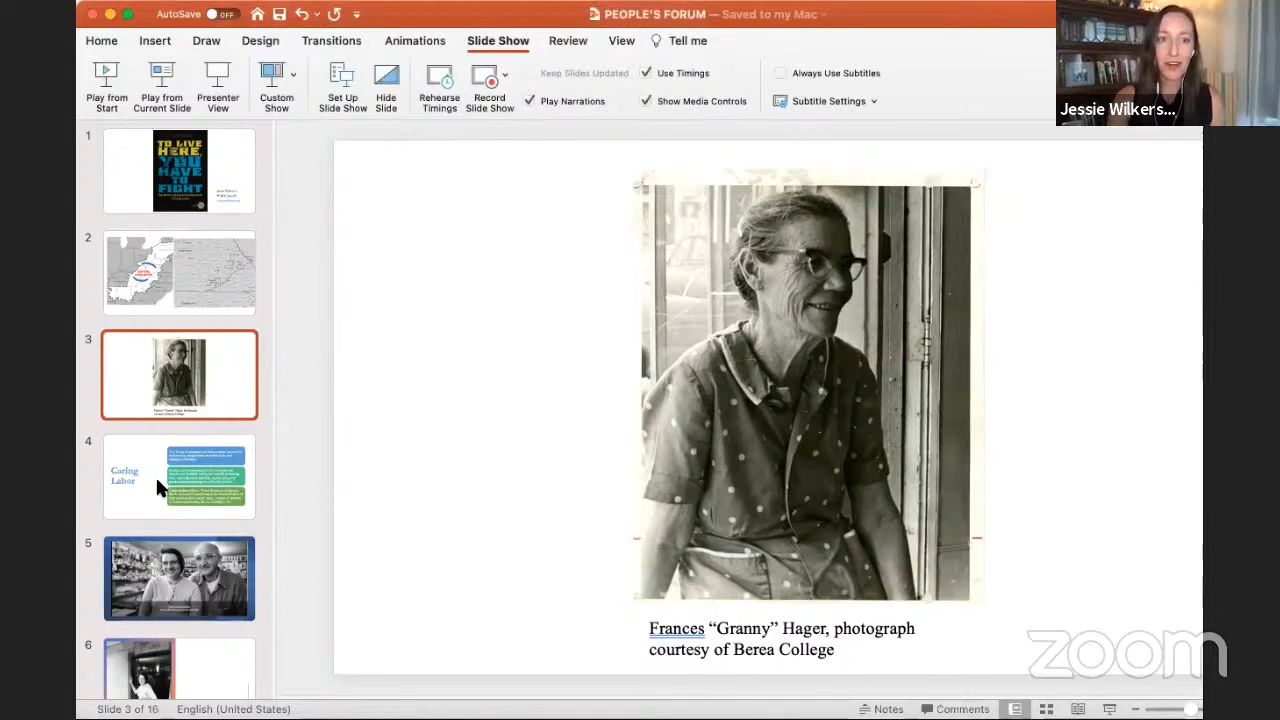 AutoSave OFF
PEOPLE'S FORUM — Saved to my Mac
Home Insert Draw Design Transitions Animations Slide Show Review View Tell me
Play from Start
Play from Current Slide
Presenter View
Custom Show
Set Up Slide Show
Hide Slide
Rehearse Timings
Record Slide Show
Keep Slides Updated
Use Timings
Play Narrations
Show Media Controls
Always Use Subtitles
Subtitle Settings
Jessie Wilkers...
1
TO LIVE
HERE,
YOU
HAVE
TO
FIGHT
2
3
4
Caring
Labor
5
6
Frances “Granny” Hager, photograph
courtesy of Berea College
zoom
Slide 3 of 16 English (United States) Notes Comments